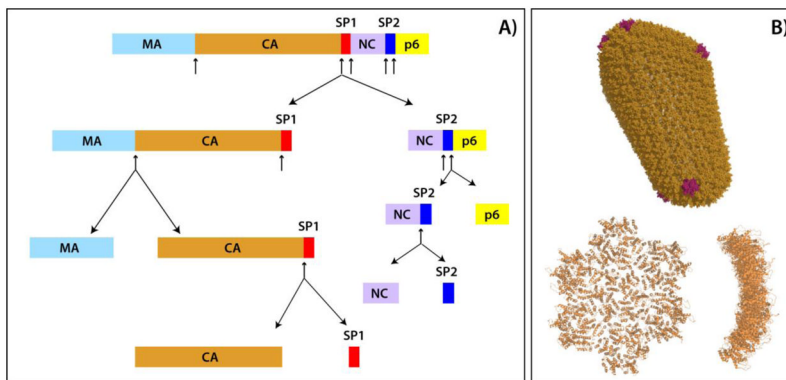 A)
SP1 SP2
MA CA NC p6
SP1
MA CA
SP2
NC p6
SP2
NC p6
SP1
MA CA
SP2
NC
SP1
CA
B)